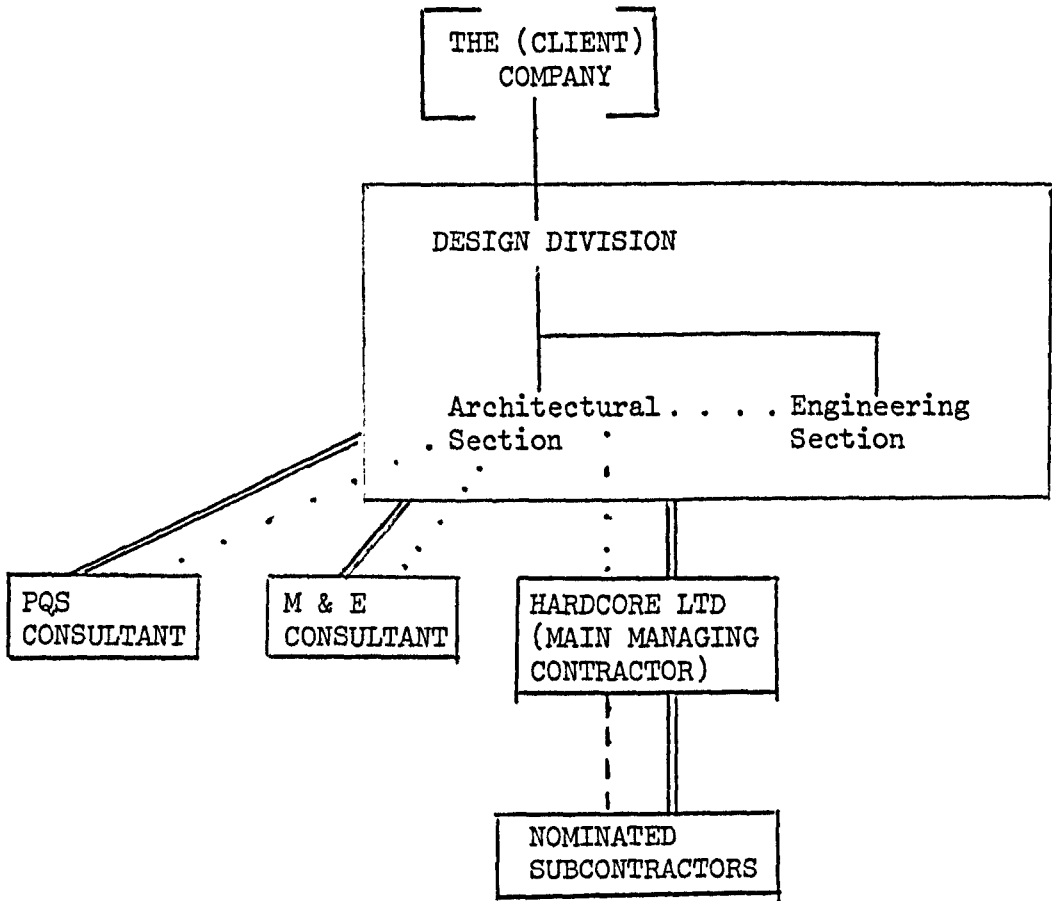 THE (CLIENT)
COMPANY
DESIGN DIVISION
Architectural . . . . Engineering
Section Section
PQS
CONSULTANT
M & E
CONSULTANT
HARDCORE LTD
(MAIN MANAGING
CONTRACTOR)
NOMINATED
SUBCONTRACTORS